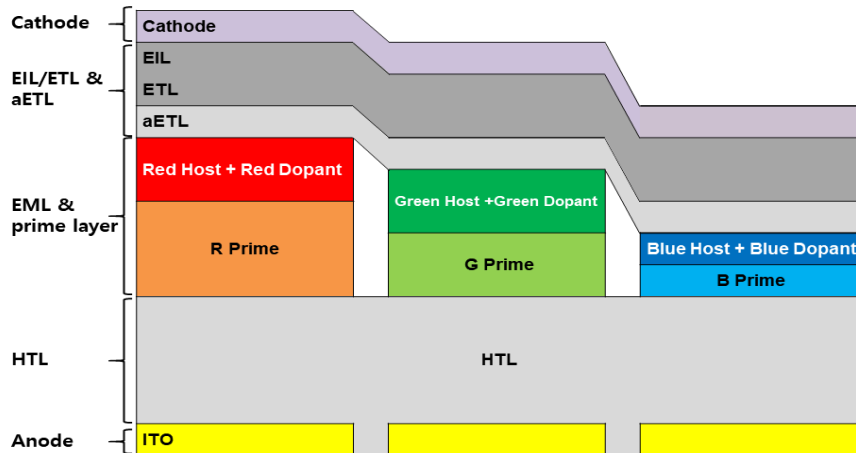 Cathode
Cathode
EIL
EIL/ETL &
aETL
ETL
aETL
Red Host + Red Dopant
Green Host +Green Dopant
EML &
prime layer
R Prime
G Prime
Blue Host + Blue Dopant
B Prime
HTL
HTL
Anode
ITO